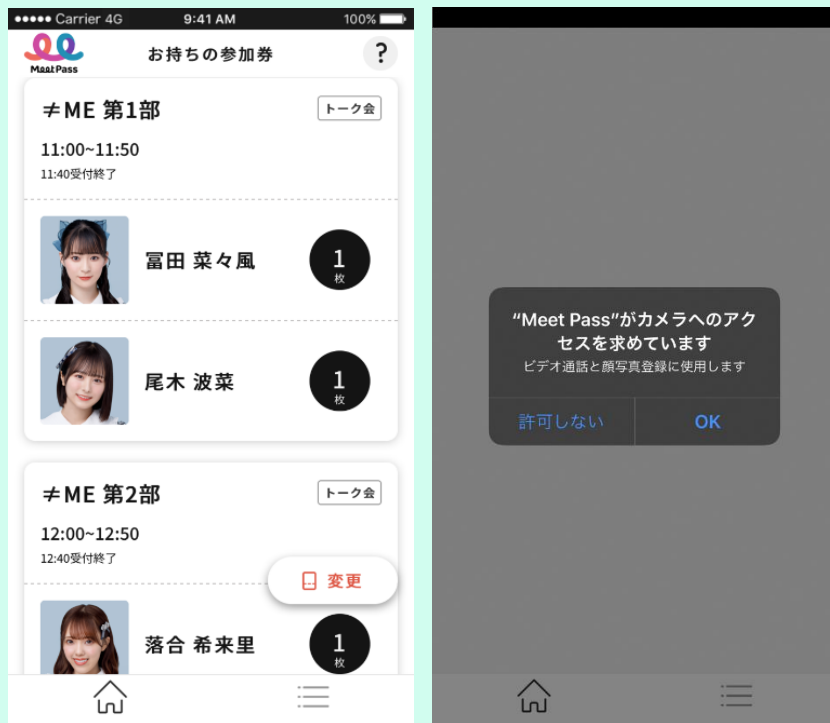 Carrier 4G 9:41 AM 100%
Meet Pass
お持ちの参加券
?
≠ME 第1部
トーク会
11:00~11:50
11:40受付終了
冨田 菜々風
1
枚
尾木 波菜
1
枚
≠ME 第2部
トーク会
12:00~12:50
12:40受付終了
変更
落合 希来里
1
枚
“Meet Pass”がカメラへのアク
セスを求めています
ビデオ通話と顔写真登録に使用します
許可しない
OK